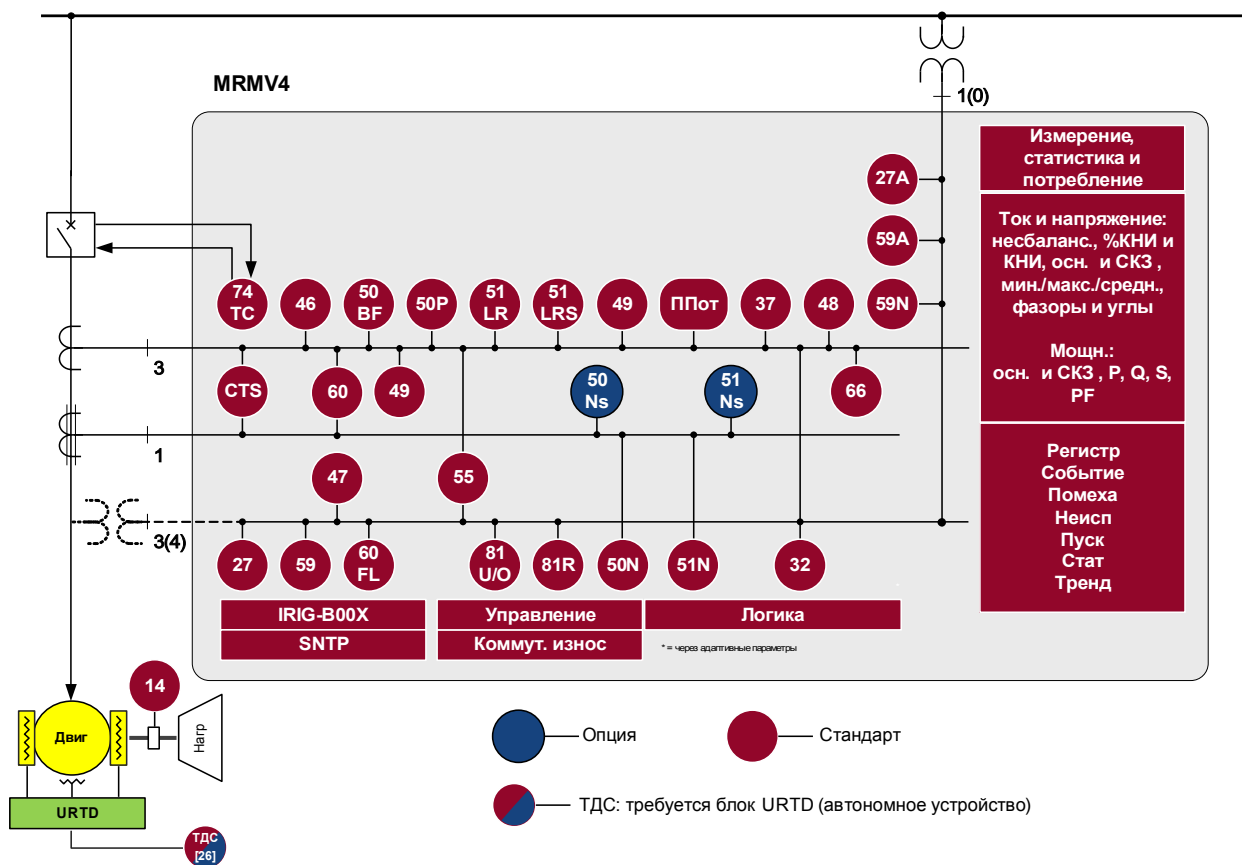 MRMV4
1(0)
Измерение,
статистика и
потребление
27A
59A
Ток и напряжение:
несбаланс., %КНИ и
КНИ, осн. и СКЗ ,
мин./макс./средн.,
фазоры и углы
Мощн.:
осн. и СКЗ , P, Q, S,
PF
74
TC
46
50
BF
50P
51
LR
51
LRS
49
ППот
37
48
59N
3
CTS
60
49
50
Ns
51
Ns
66
1
47
55
Регистр
Событие
Помеха
Неисп
Пуск
Стат
Тренд
3(4)
27
59
60
FL
81
U/O
81R
50N
51N
32
IRIG-B00X
Управление
Логика
SNTP
Коммут. износ
* = через адаптивные параметры
14
Двиг
Нагр
URTD
ТДС
[26]
Опция
Стандарт
ТДС: требуется блок URTD (автономное устройство)